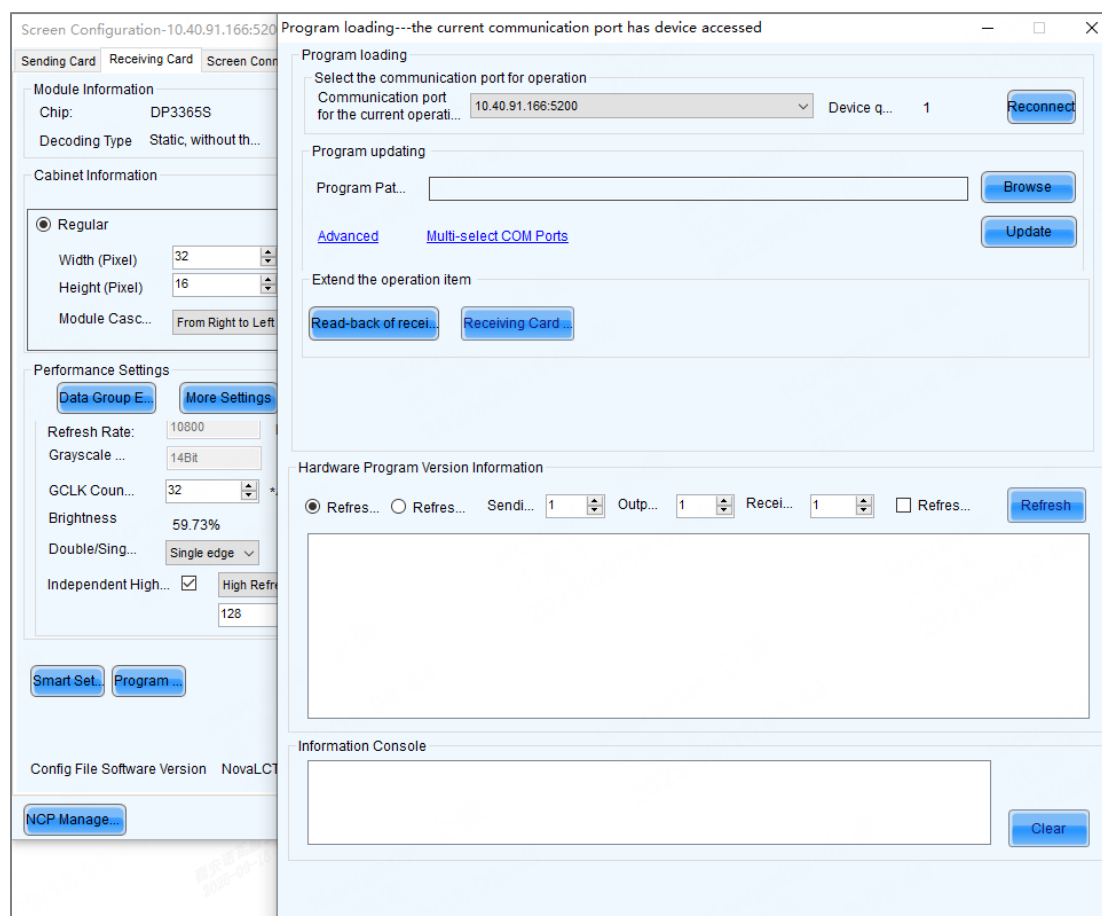 Screen Configuration-10.40.91.166:520
Program loading---the current communication port has device accessed
Sending Card
Receiving Card
Screen Conn
Module Information
Chip: DP3365S
Decoding Type Static, without th...
Cabinet Information
Regular
Width (Pixel) 32
Height (Pixel) 16
Module Casc... From Right to Left
Performance Settings
Data Group E... More Settings
Refresh Rate: 10800
Grayscale ... 14Bit
GCLK Coun... 32
Brightness 59.73%
Double/Sing... Single edge
Independent High... High Refre
128
Smart Set... Program ...
Config File Software Version NovaLCT
NCP Manage...
Program loading
Select the communication port for operation
Communication port
for the current operati...
10.40.91.166:5200
Device q... 1
Reconnect
Program updating
Program Pat...
Browse
Advanced Multi-select COM Ports
Update
Extend the operation item
Read-back of recei... Receiving Card ...
Hardware Program Version Information
Refres... Refres... Sendi... 1 Outp... 1 Recei... 1 Refres... Refresh
Information Console
Clear